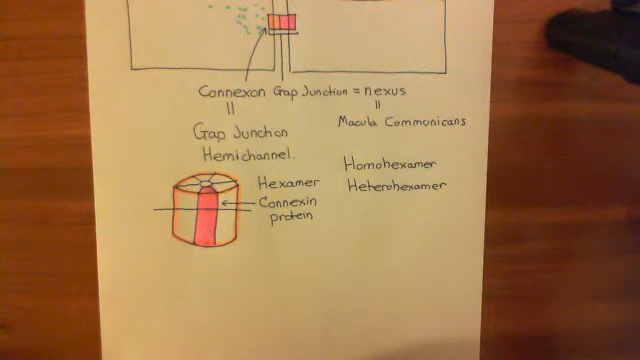 Connexon Gap Junction = nexus
=
=
Macula Communicans
Gap Junction
Hemichannel.
Homohexamer
Hexamer
Heterohexamer
Connexin
protein